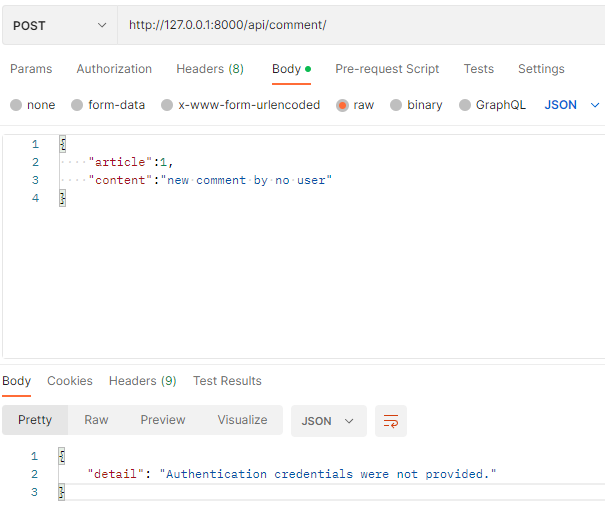 POST http://127.0.0.1:8000/api/comment/
Params Authorization Headers (8) Body Pre-request Script Tests Settings
none form-data x-www-form-urlencoded raw binary GraphQL JSON
1 {
2 "article":1,
3 "content":"new comment by no user"
4 }
Body Cookies Headers (9) Test Results
Pretty Raw Preview Visualize JSON
1 {
2 "detail": "Authentication credentials were not provided."
3 }